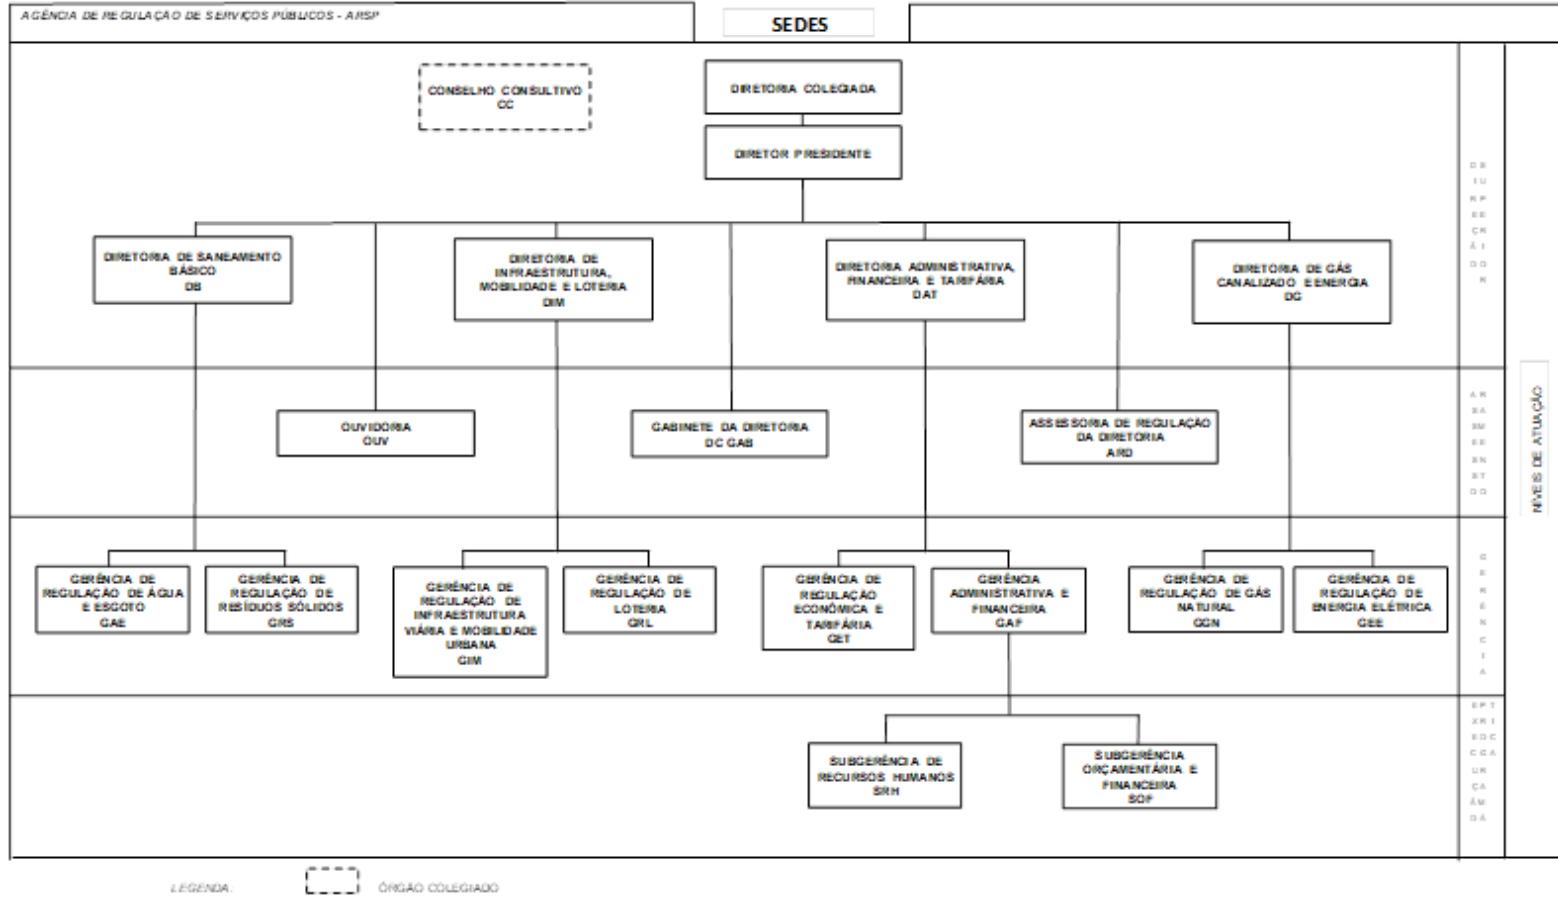 AGÊNCIA DE REGULAÇÃO DE SERVIÇOS PÚBLICOS - ARSP
SEDES
CONSELHO CONSULTIVO
CC
DIRETORIA COLEGIADA
DIRETOR PRESIDENTE
DIRETORIA DE SANEAMENTO
BÁSICO
DB
DIRETORIA DE
INFRAESTRUTURA,
MOBILIDADE E LOTERIA
DIM
DIRETORIA ADMINISTRATIVA,
FINANCEIRA E TARIFÁRIA
DAT
DIRETORIA DE GÁS
CANALIZADO E ENERGIA
DG
OUVIDORIA
OUV
GABINETE DA DIRETORIA
DC GAB
ASSESSORIA DE REGULAÇÃO
DA DIRETORIA
ARD
NÍVEIS DE ATUAÇÃO
GERÊNCIA DE
REGULAÇÃO DE ÁGUA
E ESGOTO
GAE
GERÊNCIA DE
REGULAÇÃO DE
RESÍDUOS SÓLIDOS
GRS
GERÊNCIA DE
REGULAÇÃO DE
INFRAESTRUTURA
VIÁRIA E MOBILIDADE
URBANA
GIM
GERÊNCIA DE
REGULAÇÃO DE
LOTERIA
GRL
GERÊNCIA DE
REGULAÇÃO
ECONÔMICA E
TARIFÁRIA
GET
GERÊNCIA
ADMINISTRATIVA E
FINANCEIRA
GAF
GERÊNCIA DE
REGULAÇÃO DE GÁS
NATURAL
GGN
GERÊNCIA DE
REGULAÇÃO DE
ENERGIA ELÉTRICA
GEE
GERÊNCIA
SUBGERÊNCIA DE
RECURSOS HUMANOS
SRH
SUBGERÊNCIA
ORÇAMENTÁRIA E
FINANCEIRA
SOF
LEGENDA:
ÓRGÃO COLEGIADO